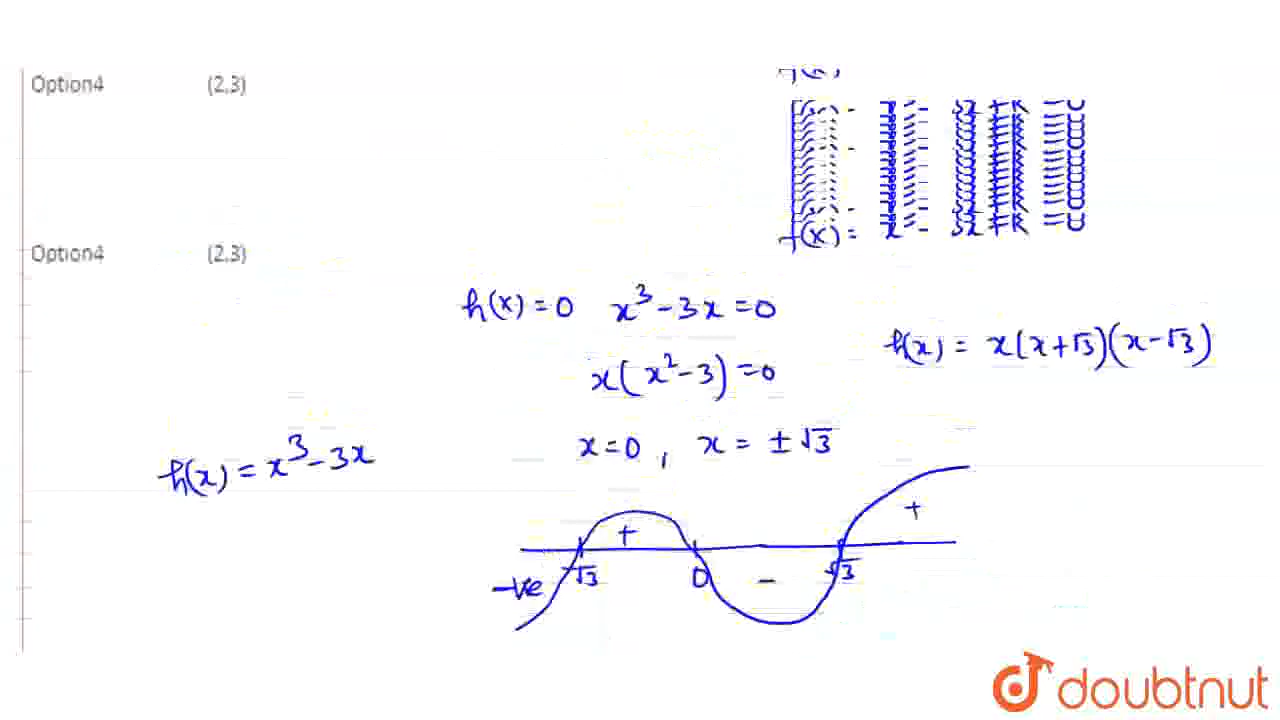 Option4 (2,3)
Option4 (2,3)
f(x) = x³ - 3x + k = 0
h(x) = 0 x³ - 3x = 0
h(x) = x(x+√3)(x-√3)
x(x² - 3) = 0
x = 0, x = ±√3
h(x) = x³ - 3x
+ +
-ve -√3 0 - √3
doubtnut